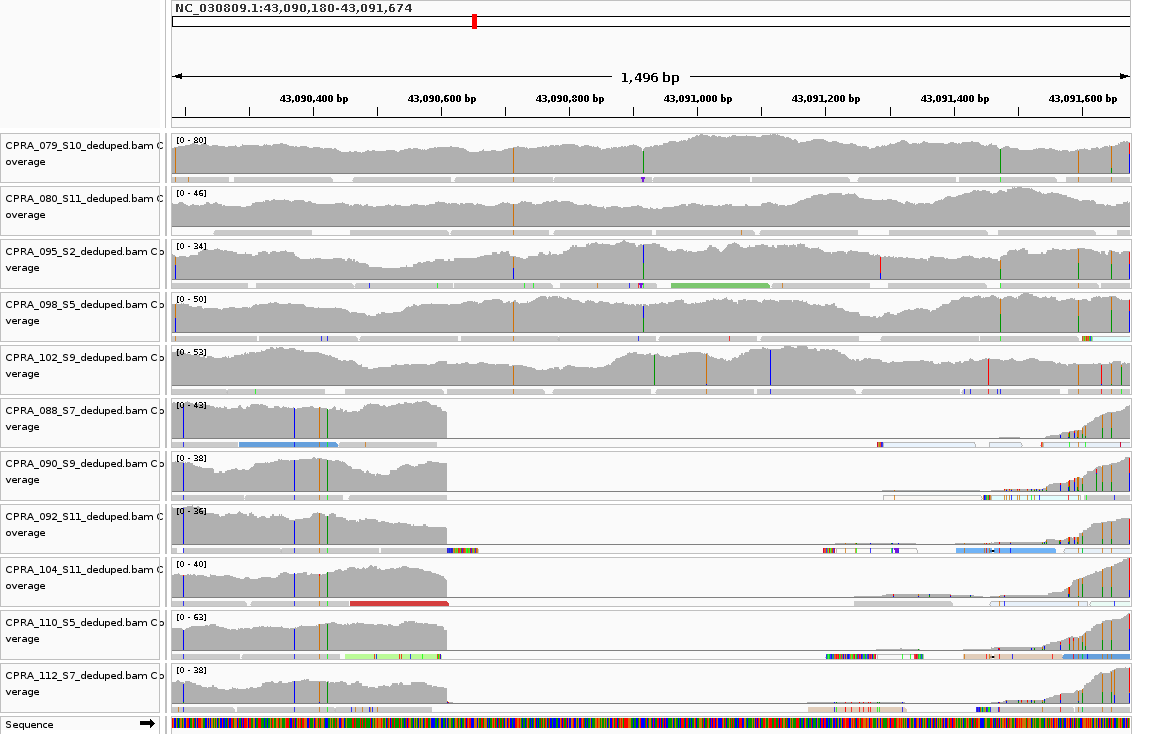 NC_030809.1:43,090,180-43,091,674
1,496 bp
43,090,400 bp 43,090,600 bp 43,090,800 bp 43,091,000 bp 43,091,200 bp 43,091,400 bp 43,091,600 bp
CPRA_079_S10_deduped.bam C
overage
[0 - 80]
CPRA_080_S11_deduped.bam C
overage
[0 - 46]
CPRA_095_S2_deduped.bam Co
verage
[0 - 34]
CPRA_098_S5_deduped.bam Co
verage
[0 - 50]
CPRA_102_S9_deduped.bam Co
verage
[0 - 53]
CPRA_088_S7_deduped.bam Co
verage
[0 - 43]
CPRA_090_S9_deduped.bam Co
verage
[0 - 38]
CPRA_092_S11_deduped.bam C
overage
[0 - 36]
CPRA_104_S11_deduped.bam C
overage
[0 - 40]
CPRA_110_S5_deduped.bam Co
verage
[0 - 63]
CPRA_112_S7_deduped.bam Co
verage
[0 - 38]
Sequence